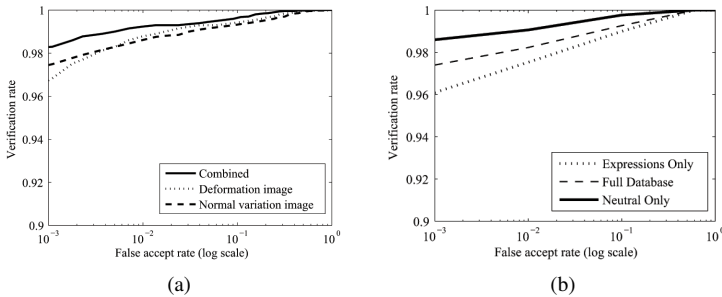 1
0.98
0.96
0.94
0.92
0.9
Verification rate
Combined
Deformation image
Normal variation image
10⁻³ 10⁻² 10⁻¹ 10⁰
False accept rate (log scale)
(a)
1
0.98
0.96
0.94
0.92
0.9
Verification rate
Expressions Only
Full Database
Neutral Only
10⁻³ 10⁻² 10⁻¹ 10⁰
False accept rate (log scale)
(b)